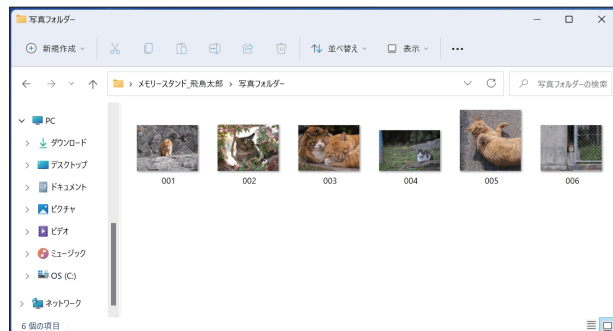 写真フォルダー
新規作成
並べ替え
表示
メモリースタンド_飛鳥太郎 › 写真フォルダー
写真フォルダーの検索
PC
ダウンロード
デスクトップ
ドキュメント
ピクチャ
ビデオ
ミュージック
OS (C:)
ネットワーク
001
002
003
004
005
006
6 個の項目